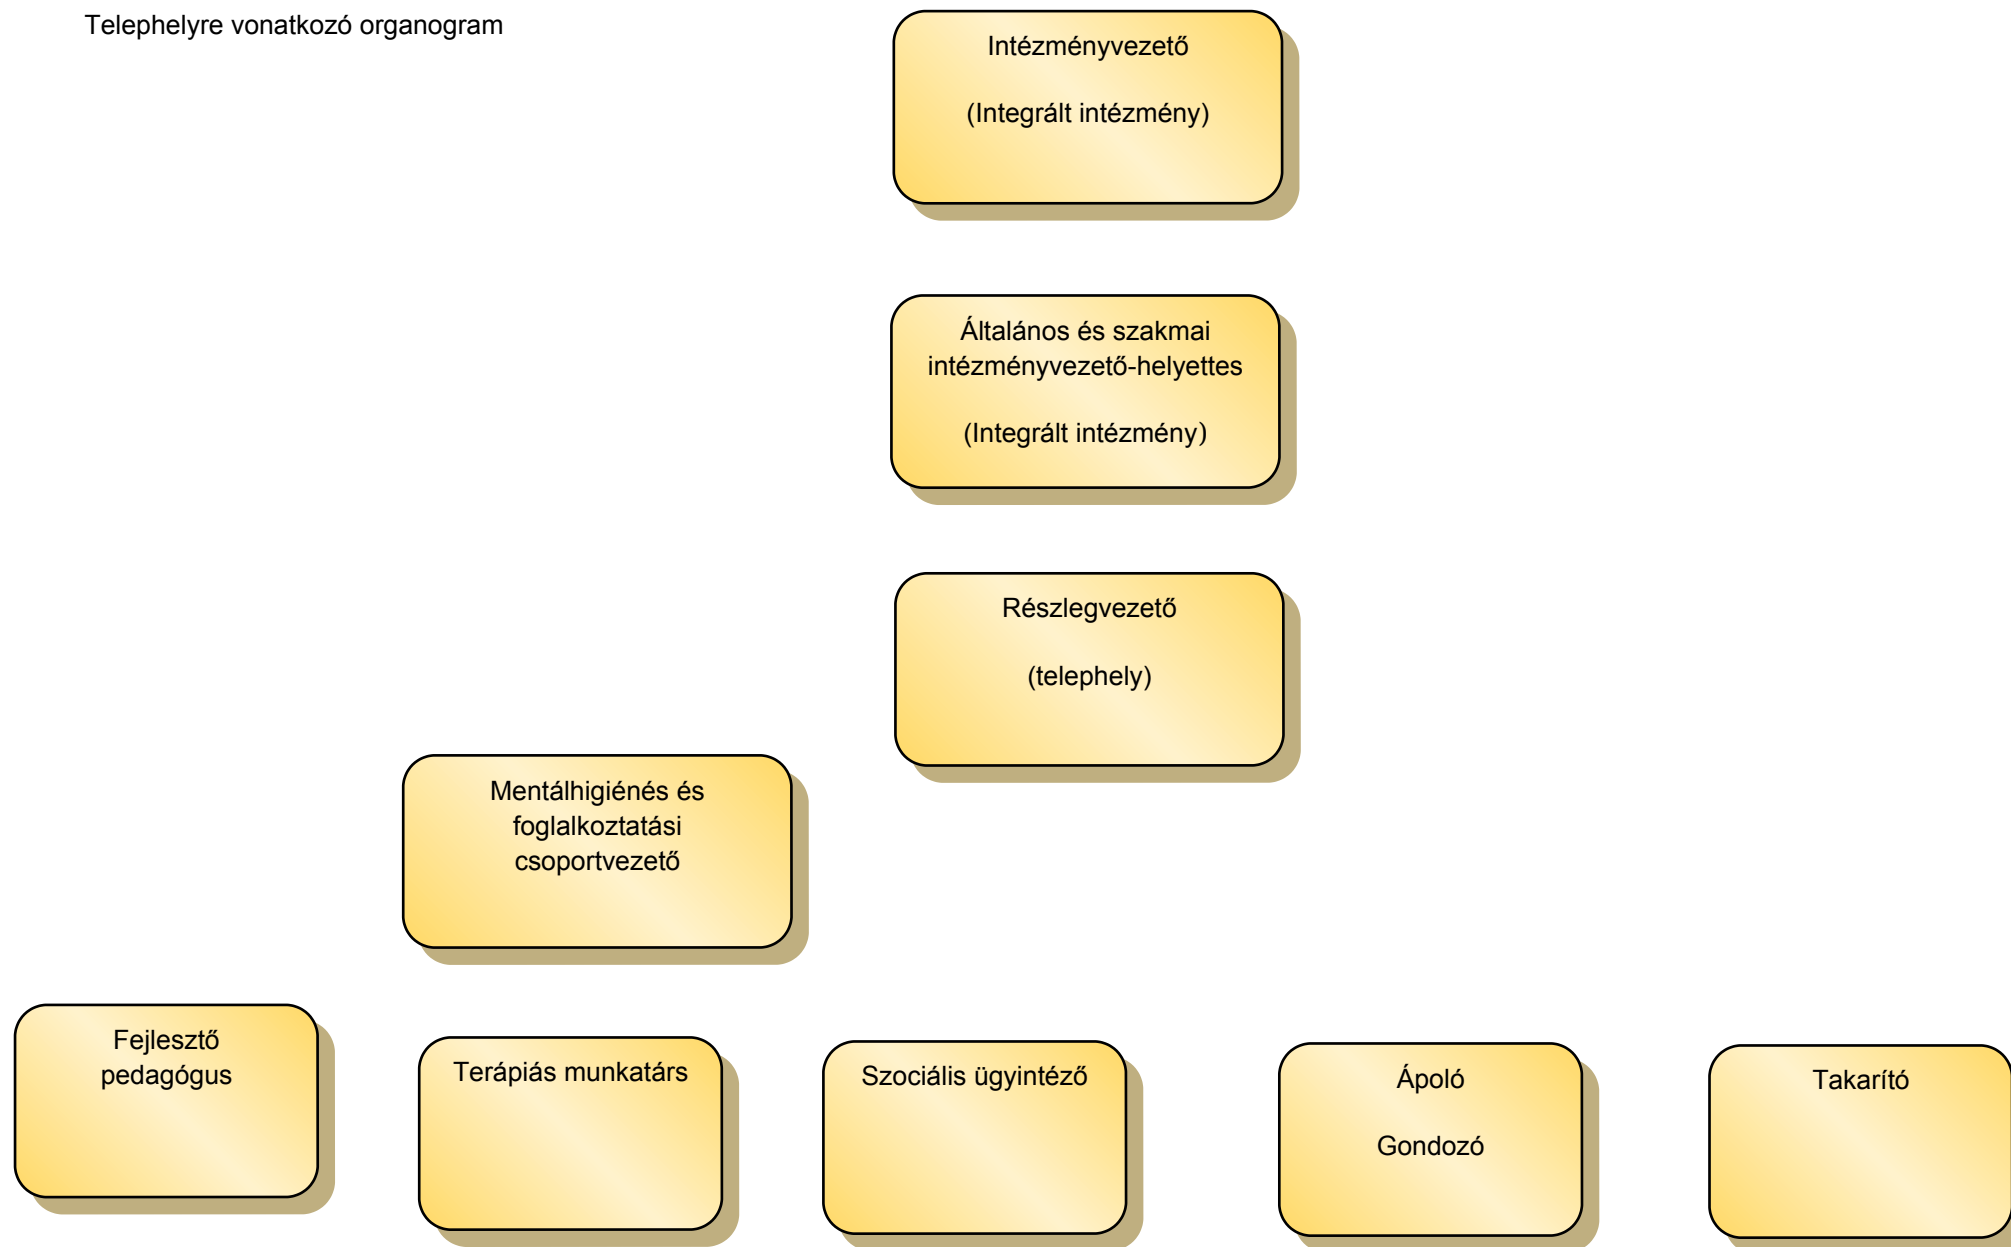 Telephelyre vonatkozó organogram
Intézményvezető
(Integrált intézmény)
Általános és szakmai
intézményvezető-helyettes
(Integrált intézmény)
Részlegvezető
(telephely)
Mentálhigiénés és
foglalkoztatási
csoportvezető
Fejlesztő
pedagógus
Terápiás munkatárs
Szociális ügyintéző
Ápoló
Gondozó
Takarító